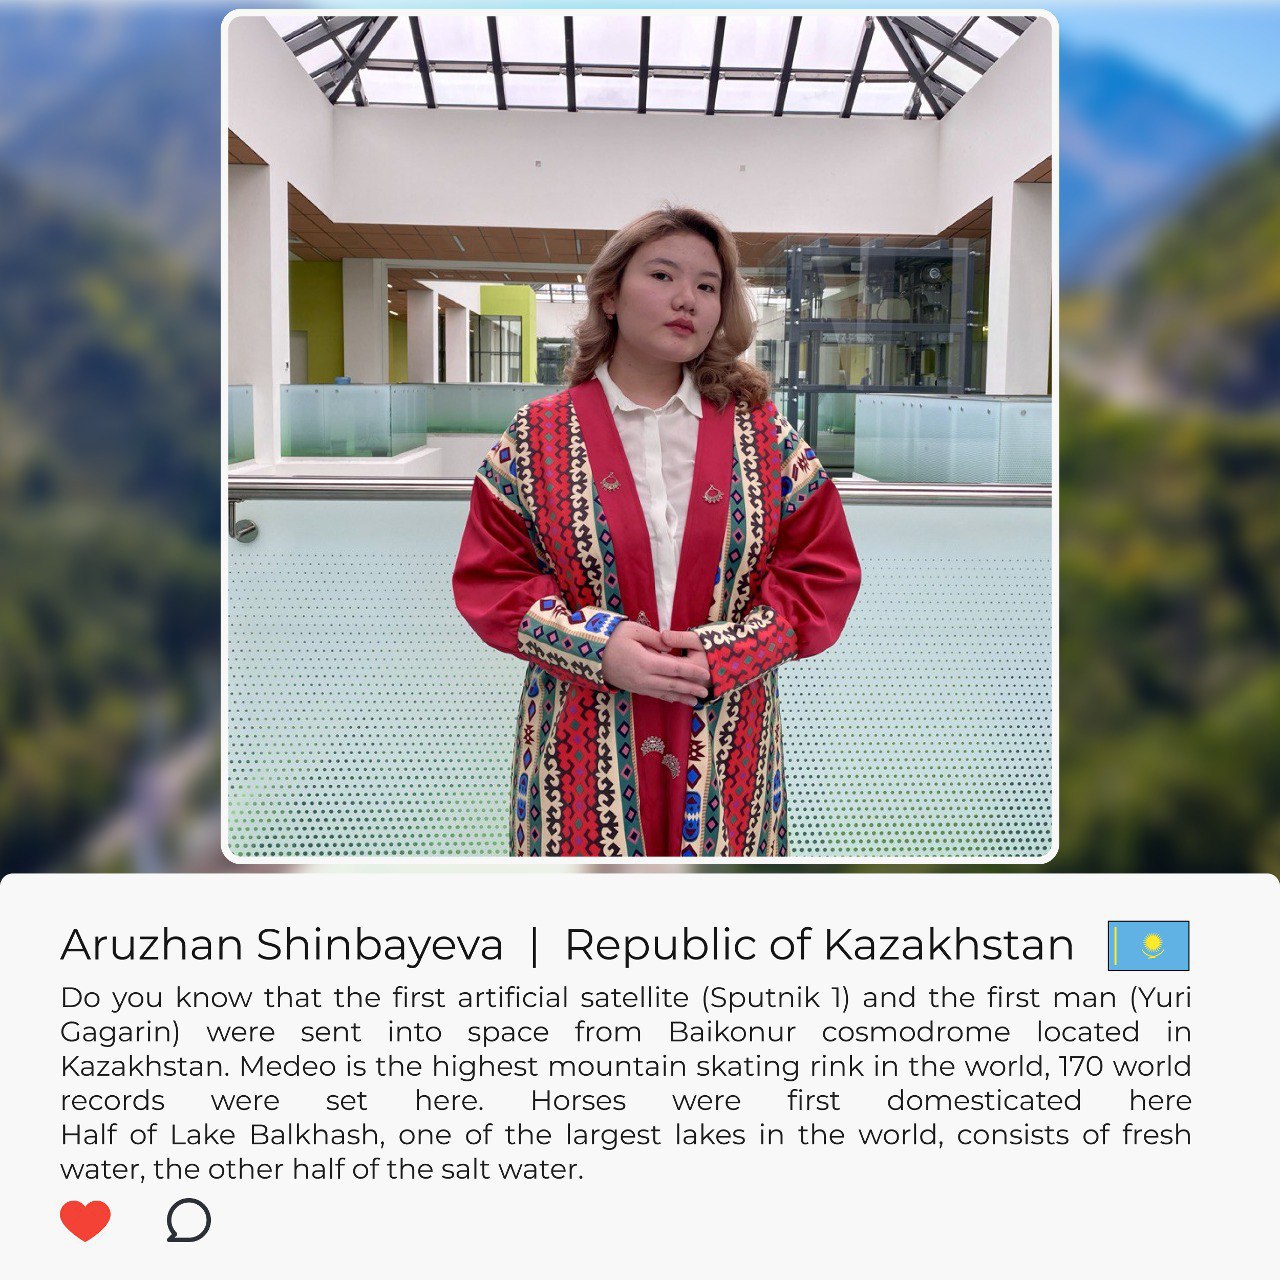 Aruzhan Shinbayeva | Republic of Kazakhstan
Do you know that the first artificial satellite (Sputnik 1) and the first man (Yuri
Gagarin) were sent into space from Baikonur cosmodrome located in
Kazakhstan. Medeo is the highest mountain skating rink in the world, 170 world
records were set here. Horses were first domesticated here
Half of Lake Balkhash, one of the largest lakes in the world, consists of fresh
water, the other half of the salt water.